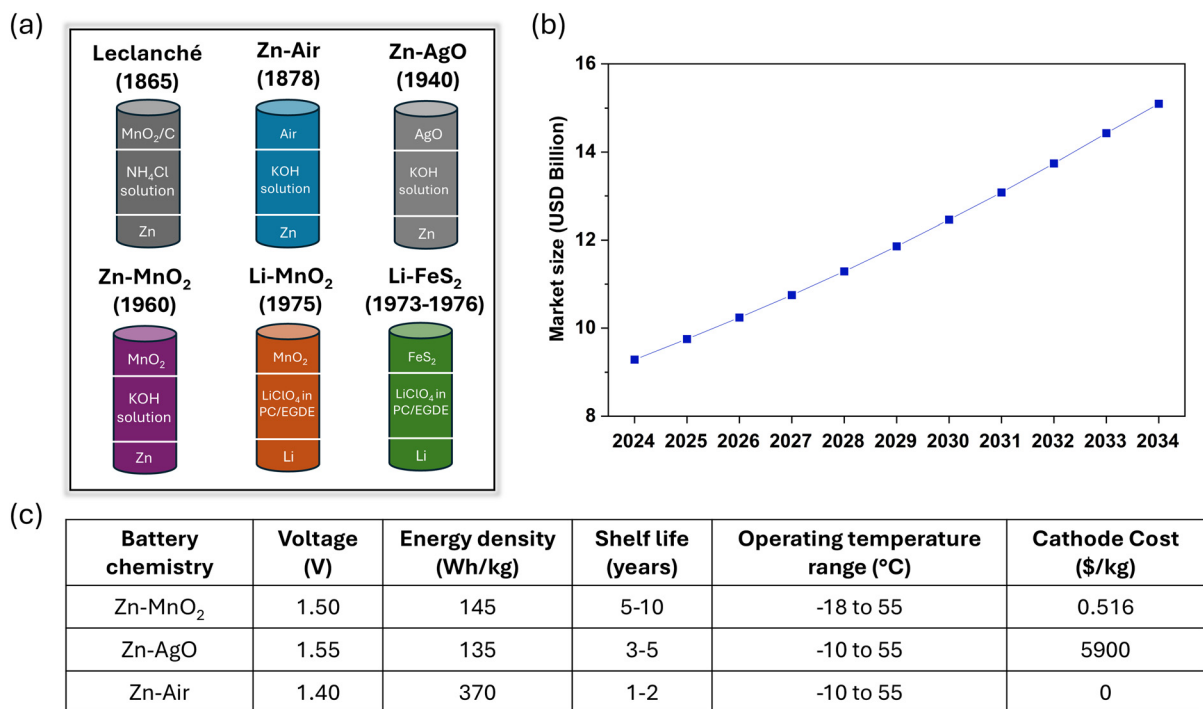 (a)
Leclanché
(1865)
MnO₂/C
NH₄Cl
solution
Zn
Zn-Air
(1878)
Air
KOH
solution
Zn
Zn-AgO
(1940)
AgO
KOH
solution
Zn
Zn-MnO₂
(1960)
MnO₂
KOH
solution
Zn
Li-MnO₂
(1975)
MnO₂
LiClO₄ in
PC/EGDE
Li
Li-FeS₂
(1973-1976)
FeS₂
LiClO₄ in
PC/EGDE
Li
(b)
Market size (USD Billion)
16
14
12
10
8
2024 2025 2026 2027 2028 2029 2030 2031 2032 2033 2034
(c)
Battery
chemistry
Voltage
(V)
Energy density
(Wh/kg)
Shelf life
(years)
Operating temperature
range (°C)
Cathode Cost
($/kg)
Zn-MnO₂ 1.50 145 5-10 -18 to 55 0.516
Zn-AgO 1.55 135 3-5 -10 to 55 5900
Zn-Air 1.40 370 1-2 -10 to 55 0